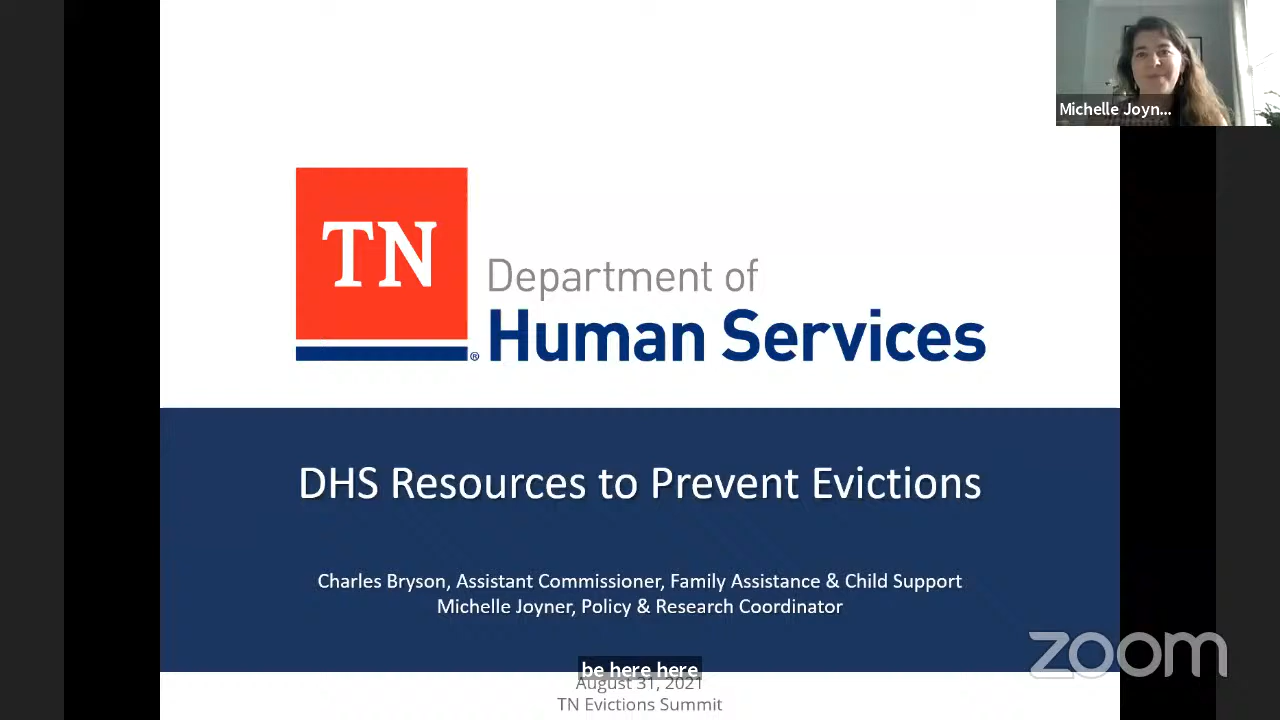 Michelle Joyn...
TN
Department of
Human Services
®
DHS Resources to Prevent Evictions
Charles Bryson, Assistant Commissioner, Family Assistance & Child Support
Michelle Joyner, Policy & Research Coordinator
zoom
be here here
August 31, 2021
TN Evictions Summit